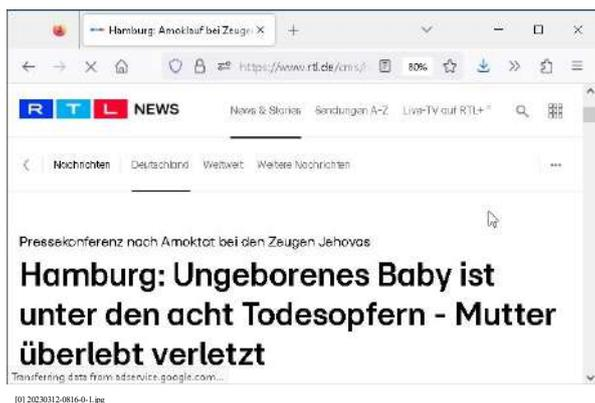 Hamburg: Amoklauf bei Zeuge
https://www.rtl.de/cms/
80%
RTL NEWS
News & Stories Sendungen A-Z Live-TV auf RTL+
Nachrichten Deutschland Weltweit Weitere Nachrichten
Pressekonferenz nach Amoktat bei den Zeugen Jehovas
Hamburg: Ungeborenes Baby ist
unter den acht Todesopfern - Mutter
überlebt verletzt
Transferring data from adservice.google.com...
[0] 20230312-0816-0-1.jpg